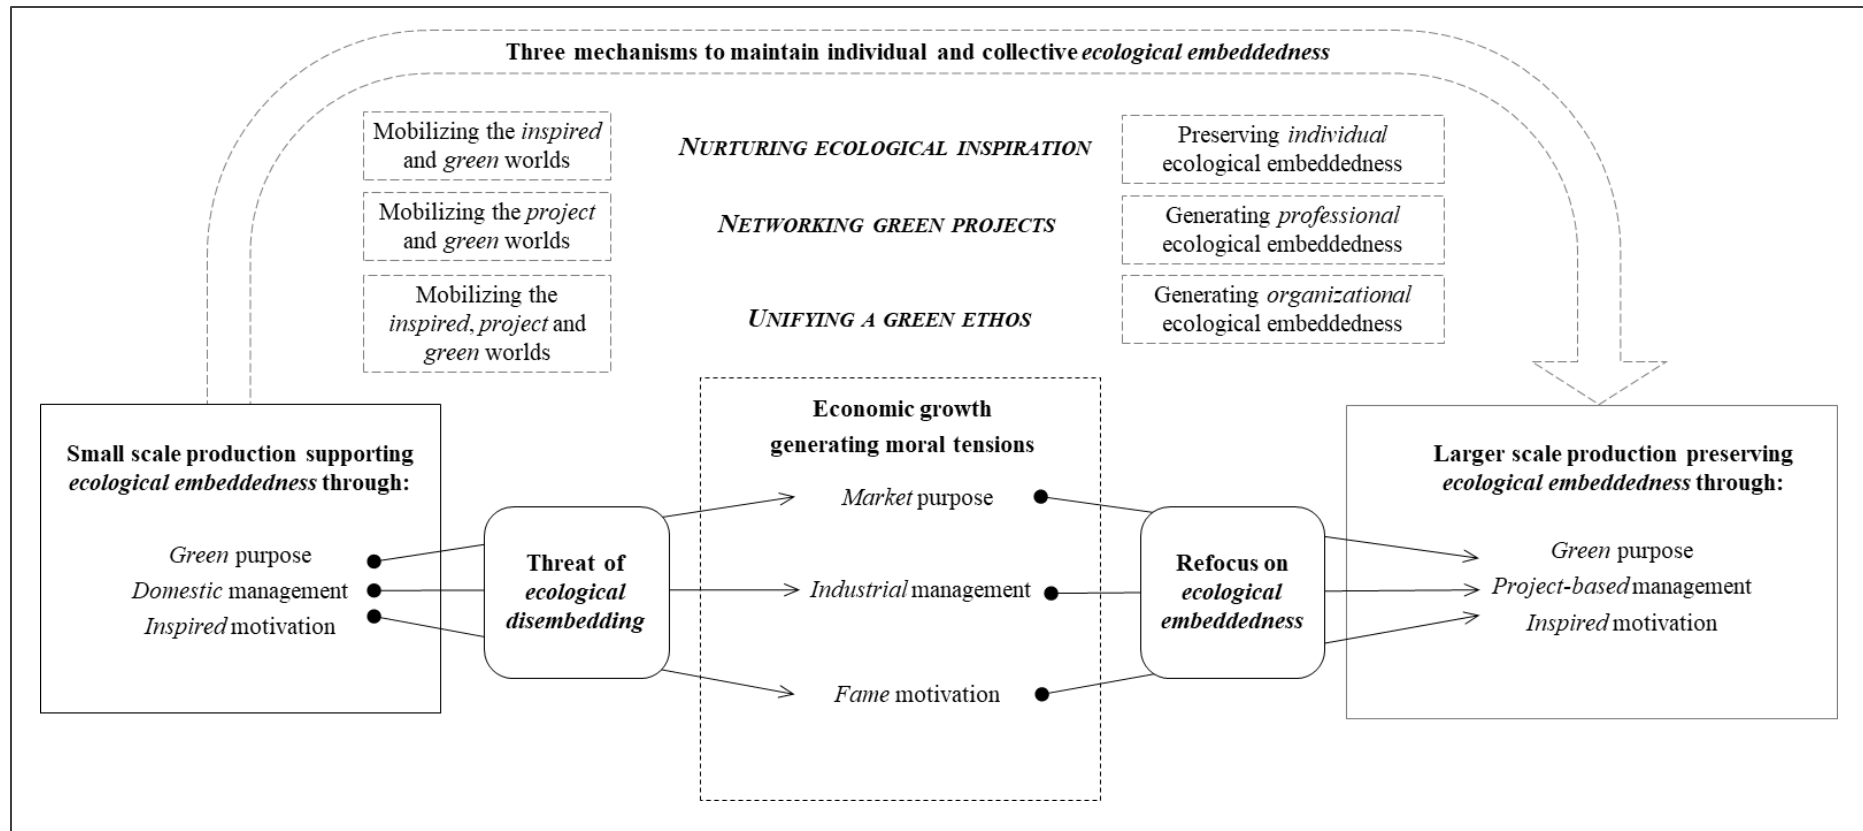 Three mechanisms to maintain individual and collective ecological embeddedness
Mobilizing the inspired
and green worlds
NURTURING ECOLOGICAL INSPIRATION
Preserving individual
ecological embeddedness
Mobilizing the project
and green worlds
NETWORKING GREEN PROJECTS
Generating professional
ecological embeddedness
Mobilizing the
inspired, project and
green worlds
UNIFYING A GREEN ETHOS
Generating organizational
ecological embeddedness
Small scale production supporting
ecological embeddedness through:
Green purpose
Domestic management
Inspired motivation
Threat of
ecological
disembedding
Economic growth
generating moral tensions
Market purpose
Industrial management
Fame motivation
Refocus on
ecological
embeddedness
Larger scale production preserving
ecological embeddedness through:
Green purpose
Project-based management
Inspired motivation